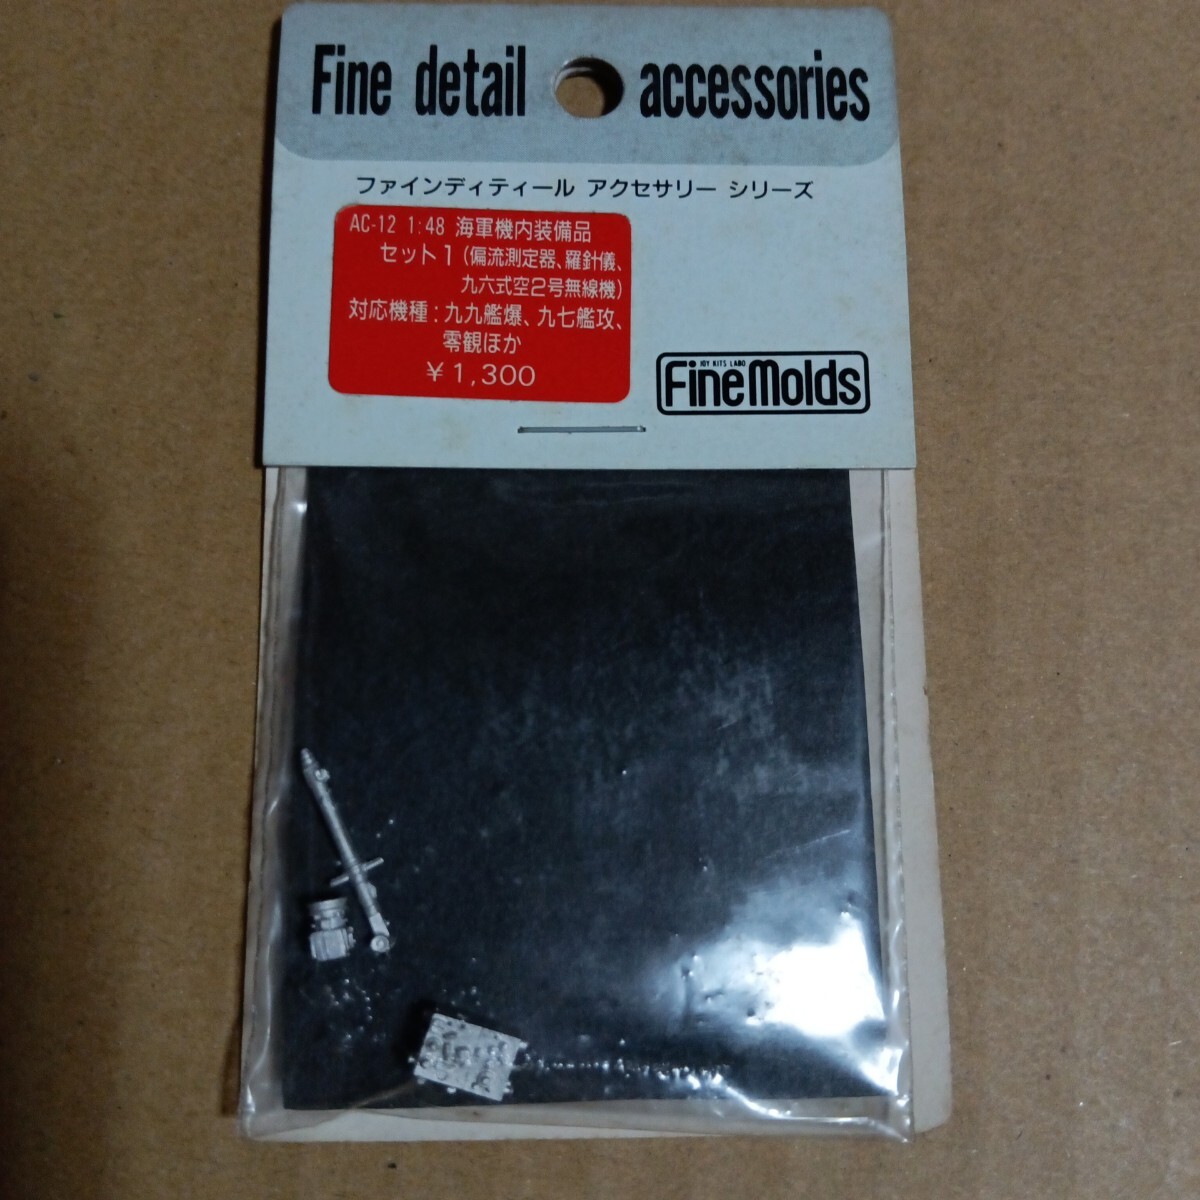 Fine detail accessories
ファインディティール アクセサリー シリーズ
AC-12 1:48 海軍機内装備品
セット1(偏流測定器、羅針儀、
九六式空2号無線機)
対応機種:九九艦爆、九七艦攻、
零観ほか
¥1,300
JOY KITS LABO
FineMolds